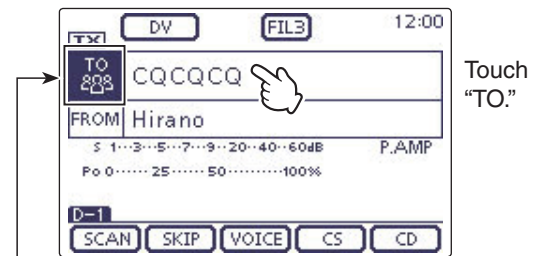 DV FIL3 12:00
TX
TO CQCQCQ
Touch
“TO.”
FROM Hirano
S 1··3··5···7··9··20··40··60dB P.AMP
Po 0······ 25······ 50··········100%
D-1
SCAN SKIP VOICE CS CD